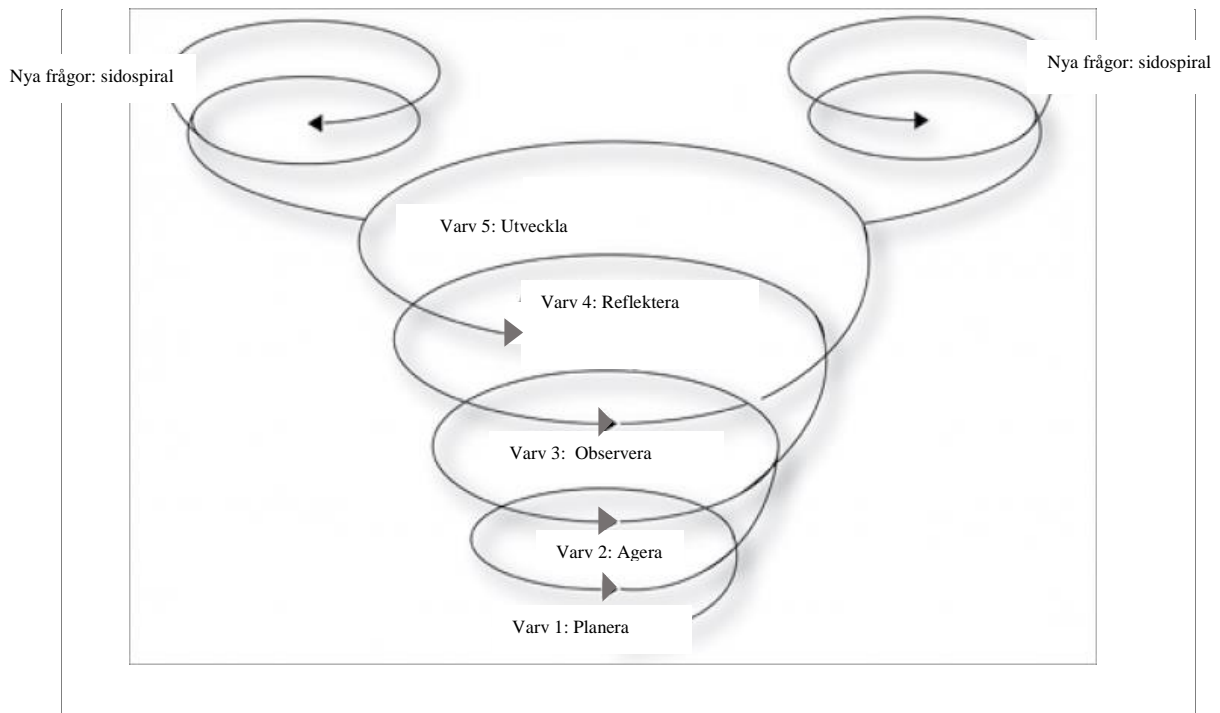 Nya frågor: sidospiral
Nya frågor: sidospiral
Varv 5: Utveckla
Varv 4: Reflektera
Varv 3: Observera
Varv 2: Agera
Varv 1: Planera